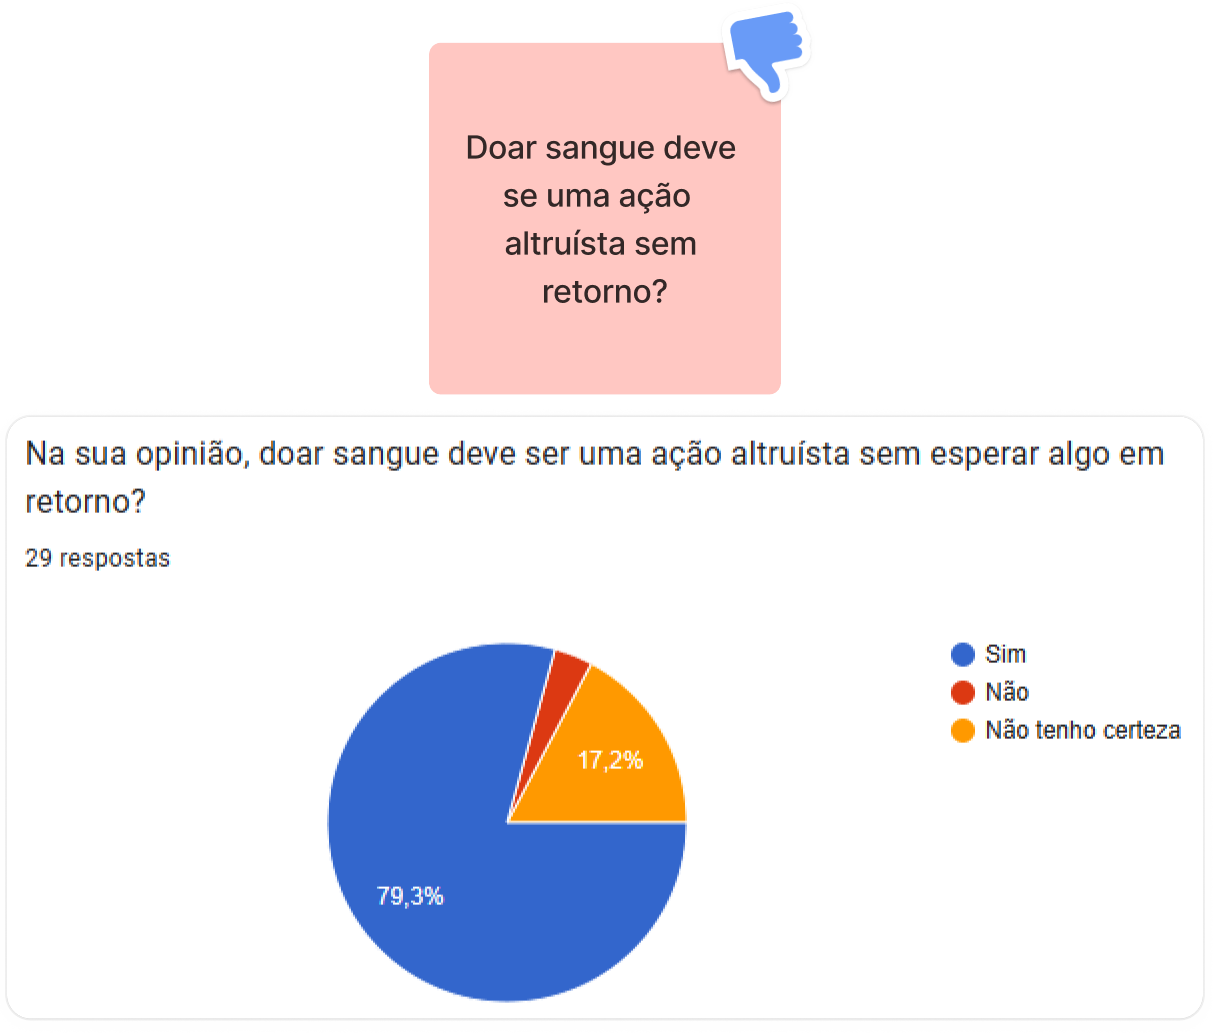 Doar sangue deve
se uma ação
altruísta sem
retorno?
Na sua opinião, doar sangue deve ser uma ação altruísta sem esperar algo em
retorno?
29 respostas
Sim
Não
Não tenho certeza
17,2%
79,3%